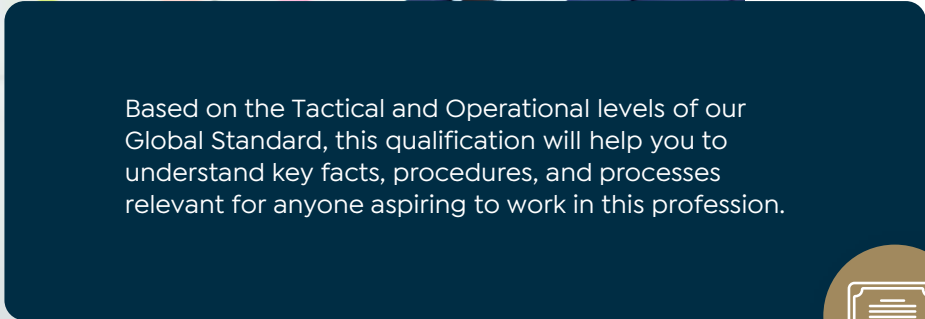 Based on the Tactical and Operational levels of our
Global Standard, this qualification will help you to
understand key facts, procedures, and processes
relevant for anyone aspiring to work in this profession.